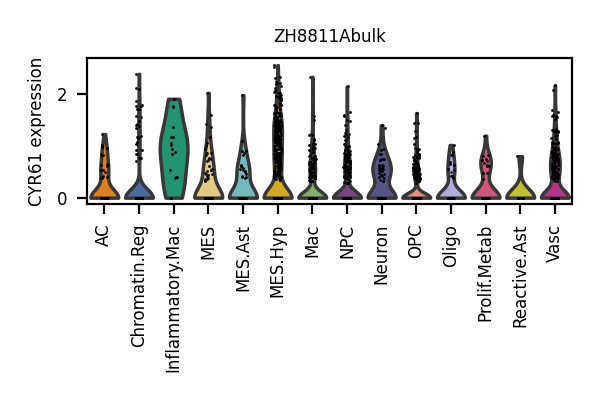 ZH8811Abulk
CYR61 expression
2
0
AC
Chromatin.Reg
Inflammatory.Mac
MES
MES.Ast
MES.Hyp
Mac
NPC
Neuron
OPC
Oligo
Prolif.Metab
Reactive.Ast
Vasc